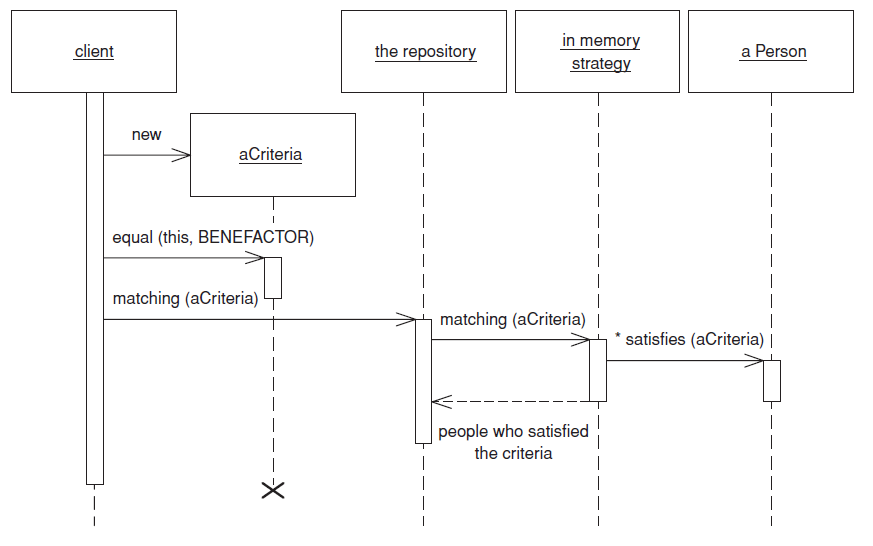 client
the repository
in memory
strategy
a Person
new
aCriteria
equal (this, BENEFACTOR)
matching (aCriteria)
matching (aCriteria)
* satisfies (aCriteria)
people who satisfied
the criteria